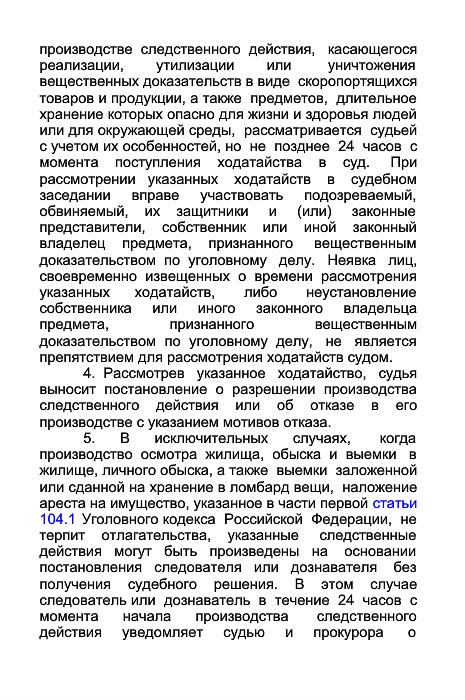 производстве следственного действия, касающегося
реализации, утилизации или уничтожения
вещественных доказательств в виде скоропортящихся
товаров и продукции, а также предметов, длительное
хранение которых опасно для жизни и здоровья людей
или для окружающей среды, рассматривается судьей
с учетом их особенностей, но не позднее 24 часов с
момента поступления ходатайства в суд. При
рассмотрении указанных ходатайств в судебном
заседании вправе участвовать подозреваемый,
обвиняемый, их защитники и (или) законные
представители, собственник или иной законный
владелец предмета, признанного вещественным
доказательством по уголовному делу. Неявка лиц,
своевременно извещенных о времени рассмотрения
указанных ходатайств, либо неустановление
собственника или иного законного владельца
предмета, признанного вещественным
доказательством по уголовному делу, не является
препятствием для рассмотрения ходатайств судом.
4. Рассмотрев указанное ходатайство, судья
выносит постановление о разрешении производства
следственного действия или об отказе в его
производстве с указанием мотивов отказа.
5. В исключительных случаях, когда
производство осмотра жилища, обыска и выемки в
жилище, личного обыска, а также выемки заложенной
или сданной на хранение в ломбард вещи, наложение
ареста на имущество, указанное в части первой статьи
104.1 Уголовного кодекса Российской Федерации, не
терпит отлагательства, указанные следственные
действия могут быть произведены на основании
постановления следователя или дознавателя без
получения судебного решения. В этом случае
следователь или дознаватель в течение 24 часов с
момента начала производства следственного
действия уведомляет судью и прокурора о